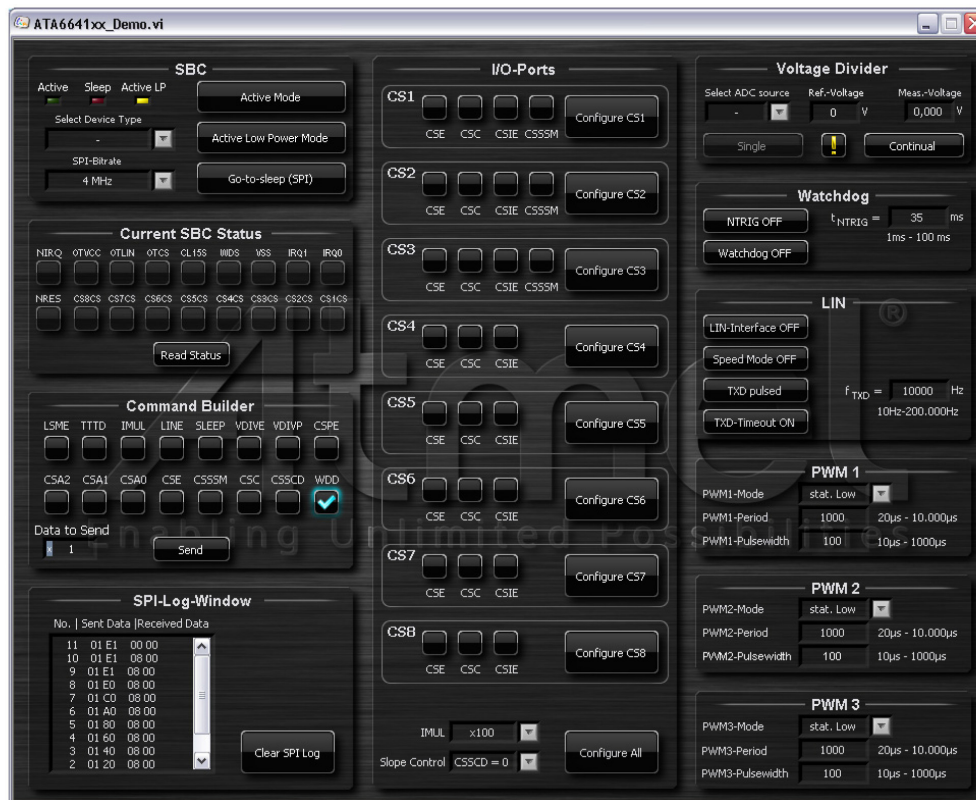 ATA6641xx_Demo.vi
SBC
Active Sleep Active LP
Active Mode
Select Device Type
-
Active Low Power Mode
SPI-Bitrate
4 MHz
Go-to-sleep (SPI)
Current SBC Status
NIRQ OTVCC OTLIN OTCS CL15S WDS VSS IRQ1 IRQ0
NRES CS8CS CS7CS CS6CS CS5CS CS4CS CS3CS CS2CS CS1CS
Read Status
Command Builder
LSME TTTD IMUL LINE SLEEP VDIVE VDIVP CSPE
CSA2 CSA1 CSA0 CSE CSSSM CSC CSSCD WDD
Data to Send
x 1
Send
SPI-Log-Window
No. | Sent Data |Received Data
11 01 E1 00 00
10 01 E1 08 00
9 01 E1 08 00
8 01 E0 08 00
7 01 C0 08 00
6 01 A0 08 00
5 01 80 08 00
4 01 60 08 00
3 01 40 08 00
2 01 20 08 00
Clear SPI Log
I/O-Ports
CS1
Configure CS1
CSE CSC CSIE CSSSM
CS2
Configure CS2
CSE CSC CSIE CSSSM
CS3
Configure CS3
CSE CSC CSIE CSSSM
CS4
Configure CS4
CSE CSC CSIE
CS5
Configure CS5
CSE CSC CSIE
CS6
Configure CS6
CSE CSC CSIE
CS7
Configure CS7
CSE CSC CSIE
CS8
Configure CS8
CSE CSC CSIE
IMUL x100
Slope Control CSSCD = 0
Configure All
Voltage Divider
Select ADC source Ref.-Voltage Meas.-Voltage
- 0 V 0,000 V
Single ! Continual
Watchdog
NTRIG OFF tNTRIG = 35 ms
1ms - 100 ms
Watchdog OFF
LIN
LIN-Interface OFF
Speed Mode OFF
TXD pulsed fTXD = 10000 Hz
10Hz-200.000Hz
TXD-Timeout ON
PWM 1
PWM1-Mode stat. Low
PWM1-Period 1000 20µs - 10.000µs
PWM1-Pulsewidth 100 10µs - 1000µs
PWM 2
PWM2-Mode stat. Low
PWM2-Period 1000 20µs - 10.000µs
PWM2-Pulsewidth 100 10µs - 1000µs
PWM 3
PWM3-Mode stat. Low
PWM3-Period 1000 20µs - 10.000µs
PWM3-Pulsewidth 100 10µs - 1000µs
Atmel ®
Enabling Unlimited Possibilities